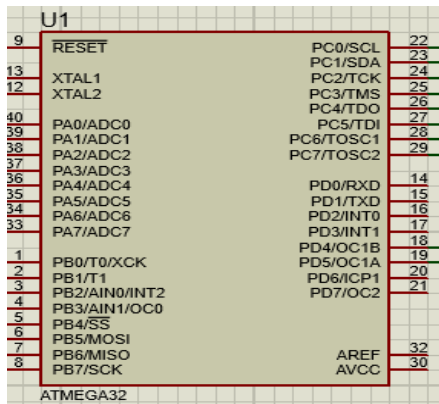 U1
9 RESET PC0/SCL 22
PC1/SDA 23
13 XTAL1 PC2/TCK 24
12 XTAL2 PC3/TMS 25
PC4/TDO 26
40 PA0/ADC0 PC5/TDI 27
39 PA1/ADC1 PC6/TOSC1 28
38 PA2/ADC2 PC7/TOSC2 29
37 PA3/ADC3
36 PA4/ADC4 PD0/RXD 14
35 PA5/ADC5 PD1/TXD 15
34 PA6/ADC6 PD2/INT0 16
33 PA7/ADC7 PD3/INT1 17
PD4/OC1B 18
1 PB0/T0/XCK PD5/OC1A 19
2 PB1/T1 PD6/ICP1 20
3 PB2/AIN0/INT2 PD7/OC2 21
4 PB3/AIN1/OC0
5 PB4/SS
6 PB5/MOSI
7 PB6/MISO AREF 32
8 PB7/SCK AVCC 30
ATMEGA32